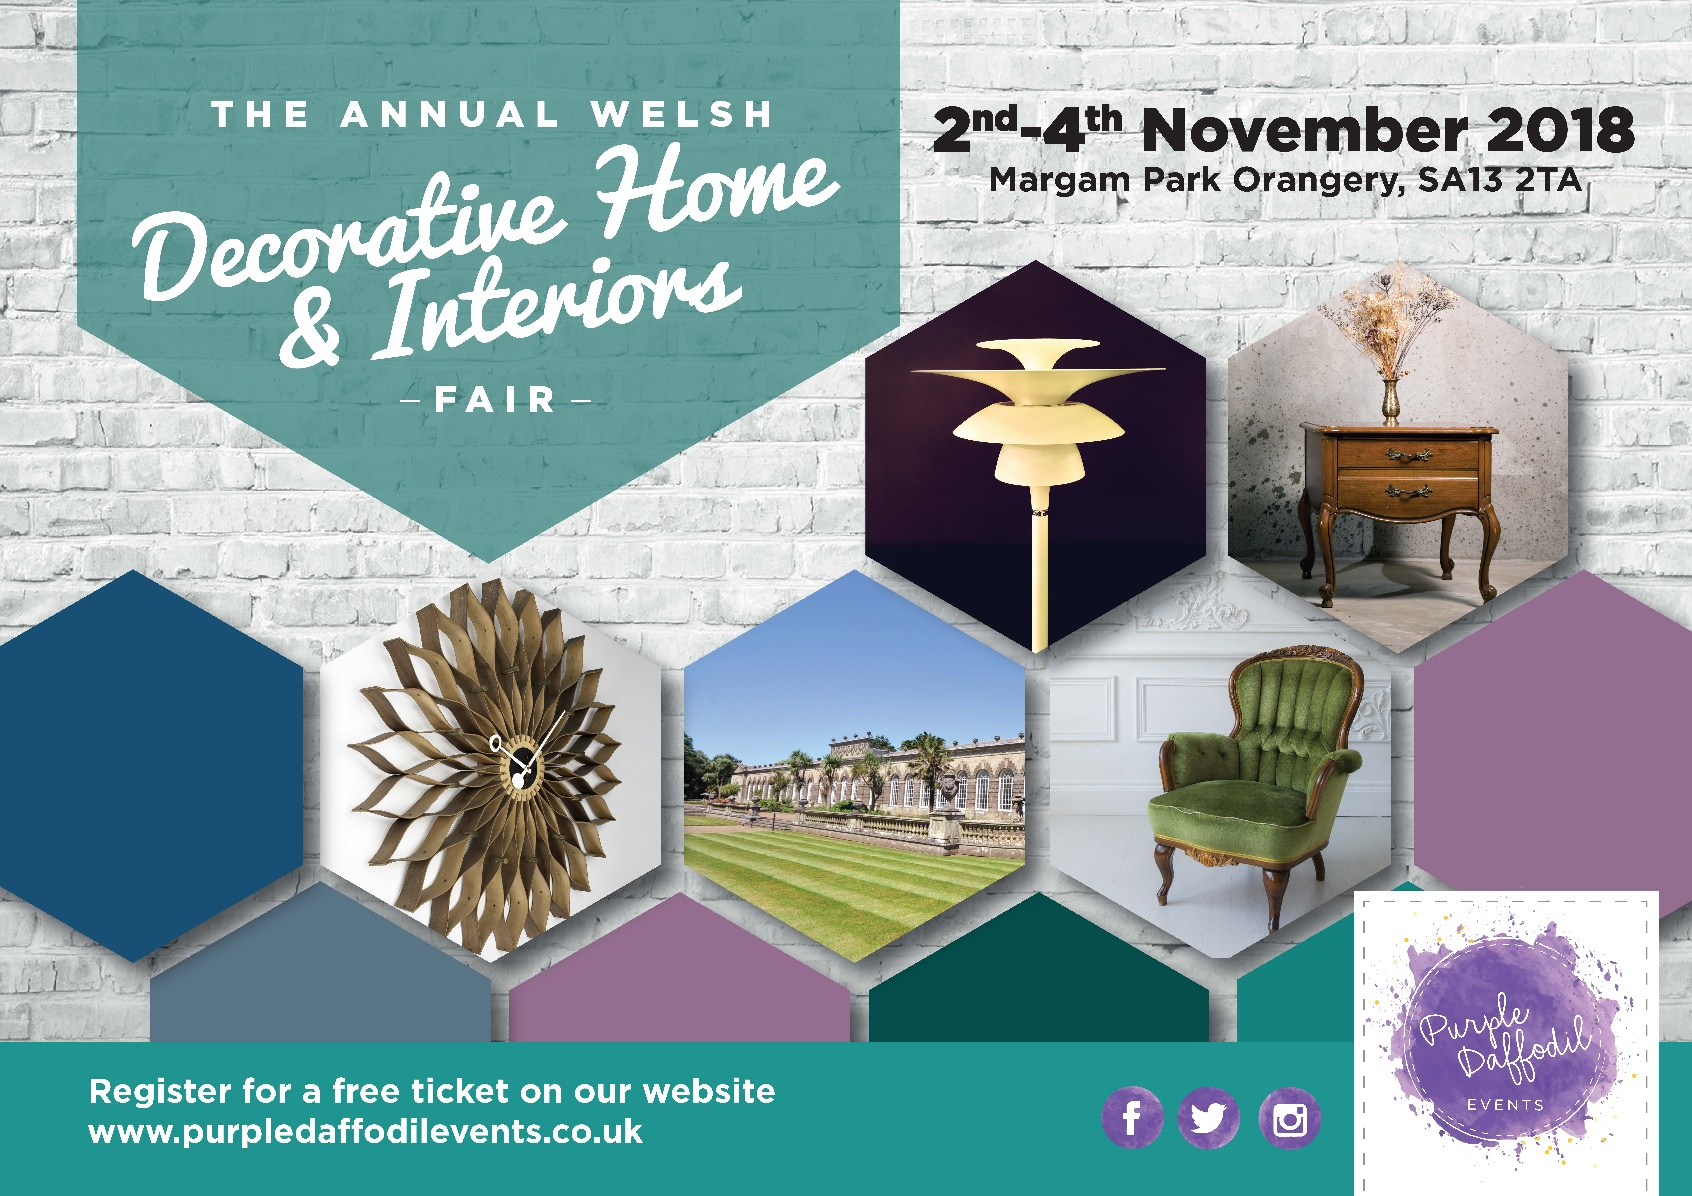 THE ANNUAL WELSH
Decorative Home
& Interiors
– FAIR –
2nd-4th November 2018
Margam Park Orangery, SA13 2TA
Register for a free ticket on our website
www.purpledaffodilevents.co.uk
Purple
Daffodil
EVENTS